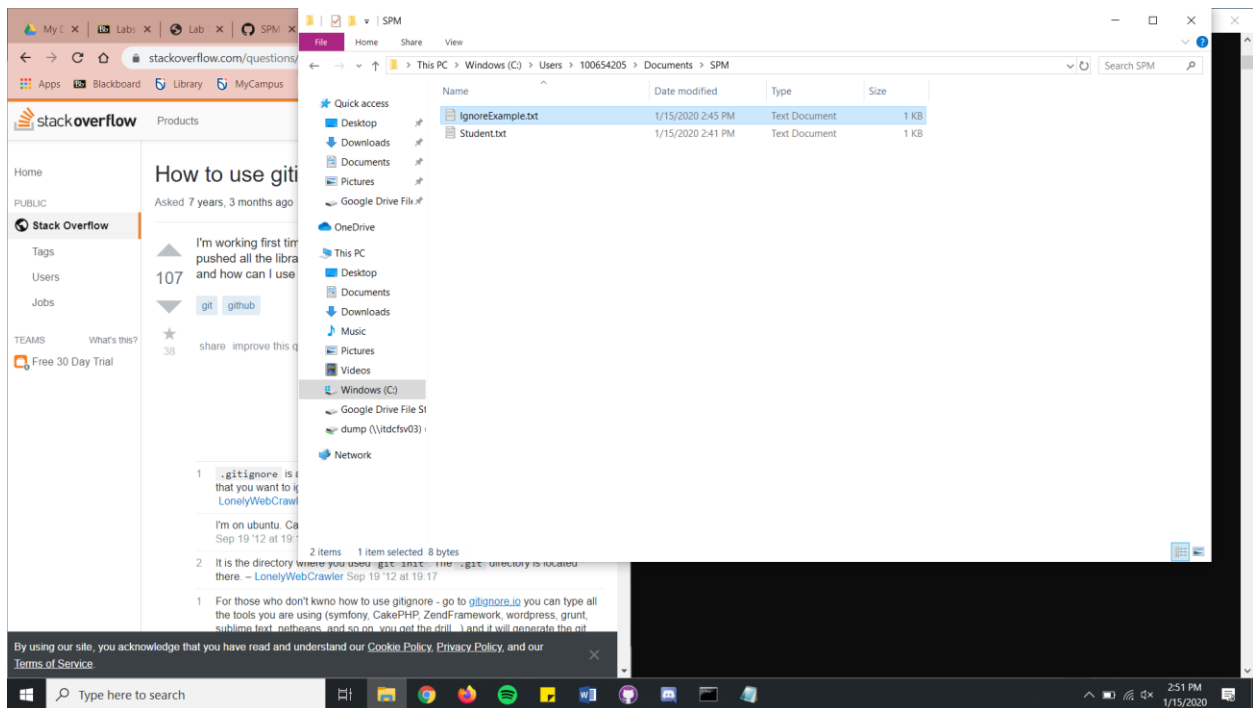 My D
Labs
Lab
SPM
stackoverflow.com/questions/
Apps
Blackboard
Library
MyCampus
stackoverflow
Products
Home
PUBLIC
Stack Overflow
Tags
Users
Jobs
TEAMS
What's this?
Free 30 Day Trial
How to use giti
Asked 7 years, 3 months ago
I'm working first tim
pushed all the libra
and how can I use
107
git
github
38
share improve this q
1 .gitignore is a
that you want to ig
LonelyWebCrawl
I'm on ubuntu. Ca
Sep 19 '12 at 19:
2 It is the directory where you used git init. The .git directory is located
there. – LonelyWebCrawler Sep 19 '12 at 19:17
1 For those who don't kwno how to use gitignore - go to gitignore.io you can type all
the tools you are using (symfony, CakePHP, ZendFramework, wordpress, grunt,
sublime text, netbeans, and so on, you get the drill...) and it will generate the git
By using our site, you acknowledge that you have read and understand our Cookie Policy, Privacy Policy, and our
Terms of Service.
SPM
File
Home
Share
View
This PC > Windows (C:) > Users > 100654205 > Documents > SPM
Search SPM
Quick access
Desktop
Downloads
Documents
Pictures
Google Drive File
OneDrive
This PC
Desktop
Documents
Downloads
Music
Pictures
Videos
Windows (C:)
Google Drive File St
dump (\\itdcfsv03)
Network
Name
Date modified
Type
Size
IgnoreExample.txt
1/15/2020 2:45 PM
Text Document
1 KB
Student.txt
1/15/2020 2:41 PM
Text Document
1 KB
2 items
1 item selected 8 bytes
Type here to search
2:51 PM
1/15/2020